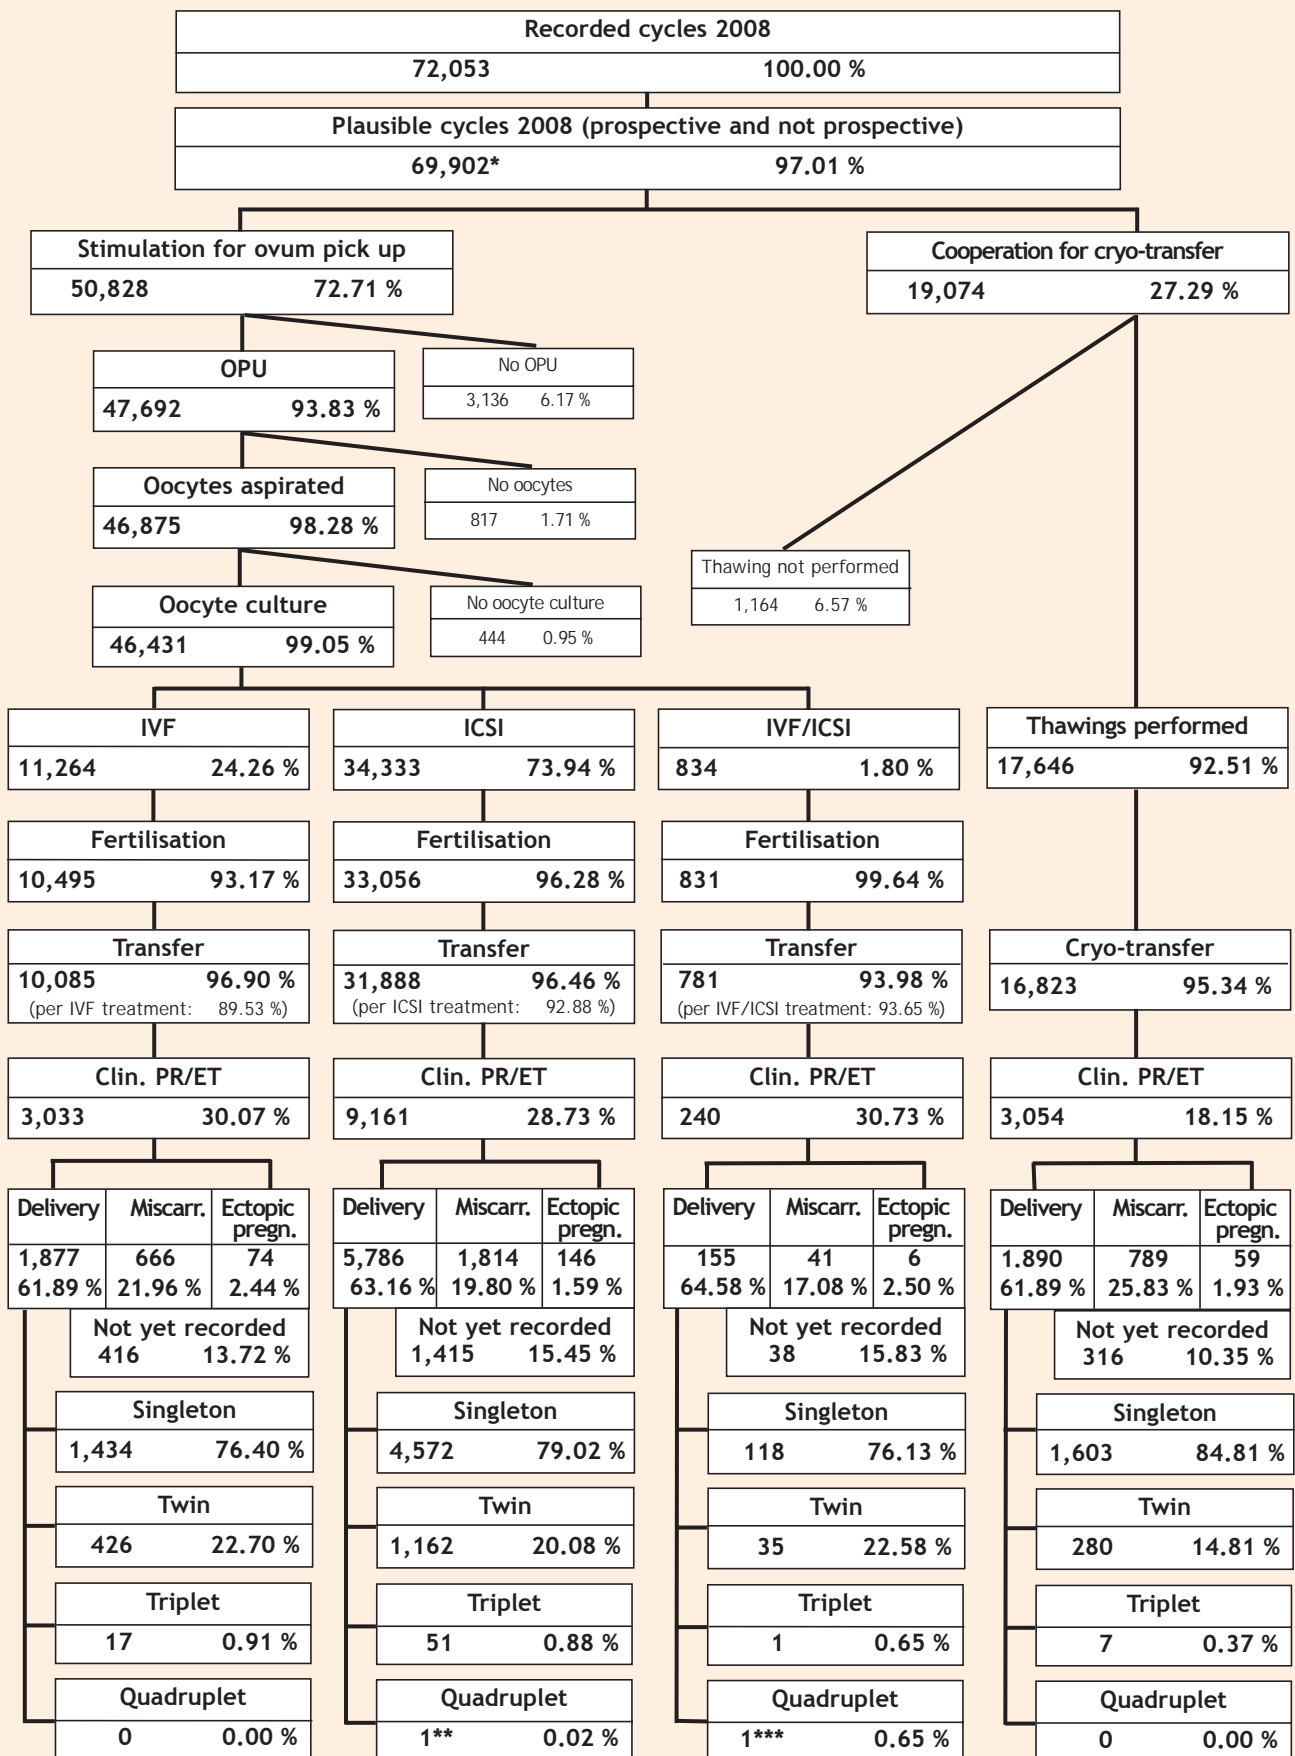 Recorded cycles 2008
72,053 100.00 %
Plausible cycles 2008 (prospective and not prospective)
69,902* 97.01 %
Stimulation for ovum pick up
50,828 72.71 %
Cooperation for cryo-transfer
19,074 27.29 %
OPU
47,692 93.83 %
No OPU
3,136 6.17 %
Oocytes aspirated
46,875 98.28 %
No oocytes
817 1.71 %
Thawing not performed
1,164 6.57 %
Oocyte culture
46,431 99.05 %
No oocyte culture
444 0.95 %
IVF
11,264 24.26 %
ICSI
34,333 73.94 %
IVF/ICSI
834 1.80 %
Thawings performed
17,646 92.51 %
Fertilisation
10,495 93.17 %
Fertilisation
33,056 96.28 %
Fertilisation
831 99.64 %
Transfer
10,085 96.90 %
(per IVF treatment: 89.53 %)
Transfer
31,888 96.46 %
(per ICSI treatment: 92.88 %)
Transfer
781 93.98 %
(per IVF/ICSI treatment: 93.65 %)
Cryo-transfer
16,823 95.34 %
Clin. PR/ET
3,033 30.07 %
Clin. PR/ET
9,161 28.73 %
Clin. PR/ET
240 30.73 %
Clin. PR/ET
3,054 18.15 %
Delivery Miscarr. Ectopic
pregn.
1,877 666 74
61.89 % 21.96 % 2.44 %
Not yet recorded
416 13.72 %
Singleton
1,434 76.40 %
Twin
426 22.70 %
Triplet
17 0.91 %
Quadruplet
0 0.00 %
Delivery Miscarr. Ectopic
pregn.
5,786 1,814 146
63.16 % 19.80 % 1.59 %
Not yet recorded
1,415 15.45 %
Singleton
4,572 79.02 %
Twin
1,162 20.08 %
Triplet
51 0.88 %
Quadruplet
1** 0.02 %
Delivery Miscarr. Ectopic
pregn.
155 41 6
64.58 % 17.08 % 2.50 %
Not yet recorded
38 15.83 %
Singleton
118 76.13 %
Twin
35 22.58 %
Triplet
1 0.65 %
Quadruplet
1*** 0.65 %
Delivery Miscarr. Ectopic
pregn.
1.890 789 59
61.89 % 25.83 % 1.93 %
Not yet recorded
316 10.35 %
Singleton
1,603 84.81 %
Twin
280 14.81 %
Triplet
7 0.37 %
Quadruplet
0 0.00 %